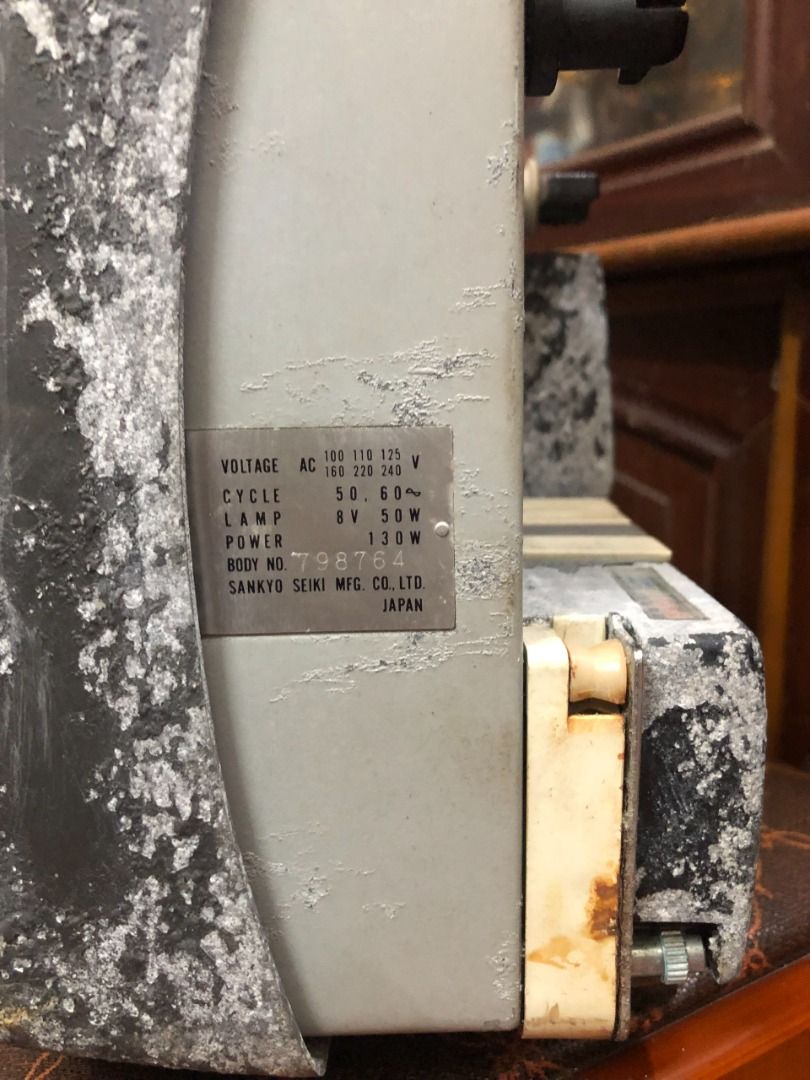 VOLTAGE AC 100 110 125 V
160 220 240
CYCLE 50, 60~
LAMP 8V 50W
POWER 130W
BODY NO. 798764
SANKYO SEIKI MFG. CO., LTD.
JAPAN